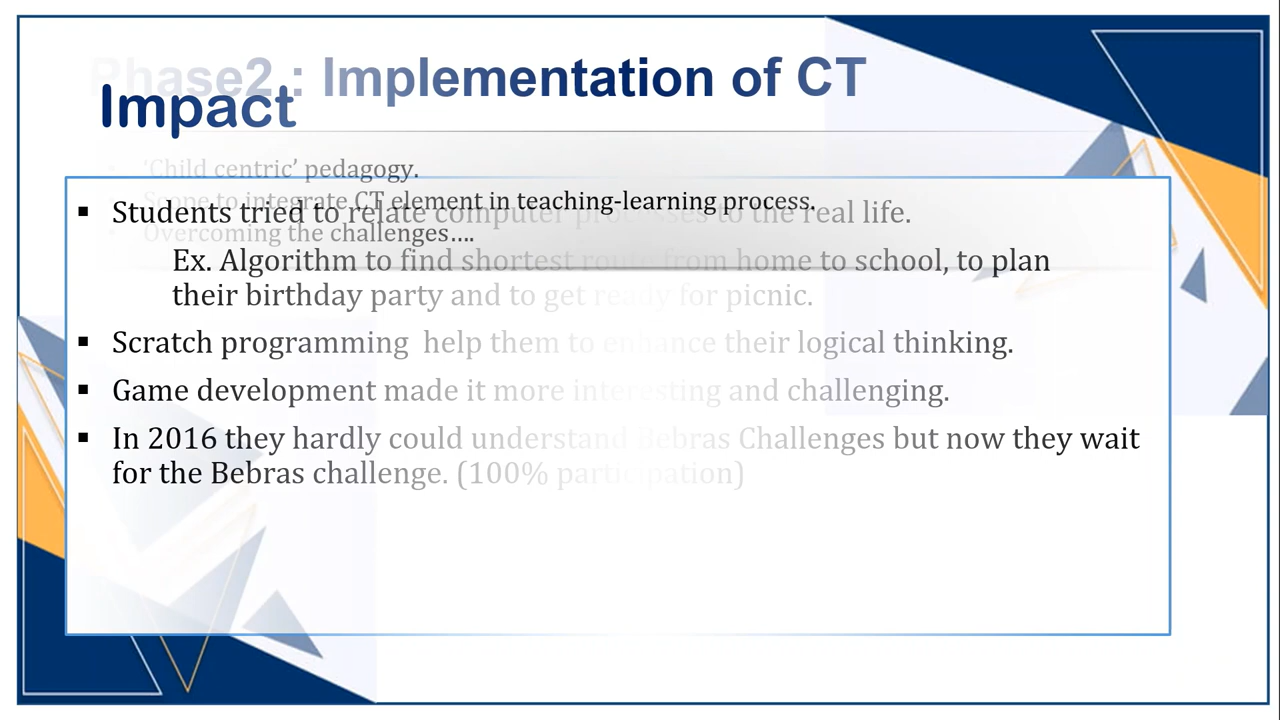 Phase2 : Implementation of CT
Impact
'Child centric' pedagogy.
Scope to integrate CT element in teaching-learning process.
Students tried to relate computer processes to the real life.
Overcoming the challenges....
Ex. Algorithm to find shortest route from home to school, to plan
their birthday party and to get ready for picnic.
Scratch programming help them to enhance their logical thinking.
Game development made it more interesting and challenging.
In 2016 they hardly could understand Bebras Challenges but now they wait
for the Bebras challenge. (100% participation)